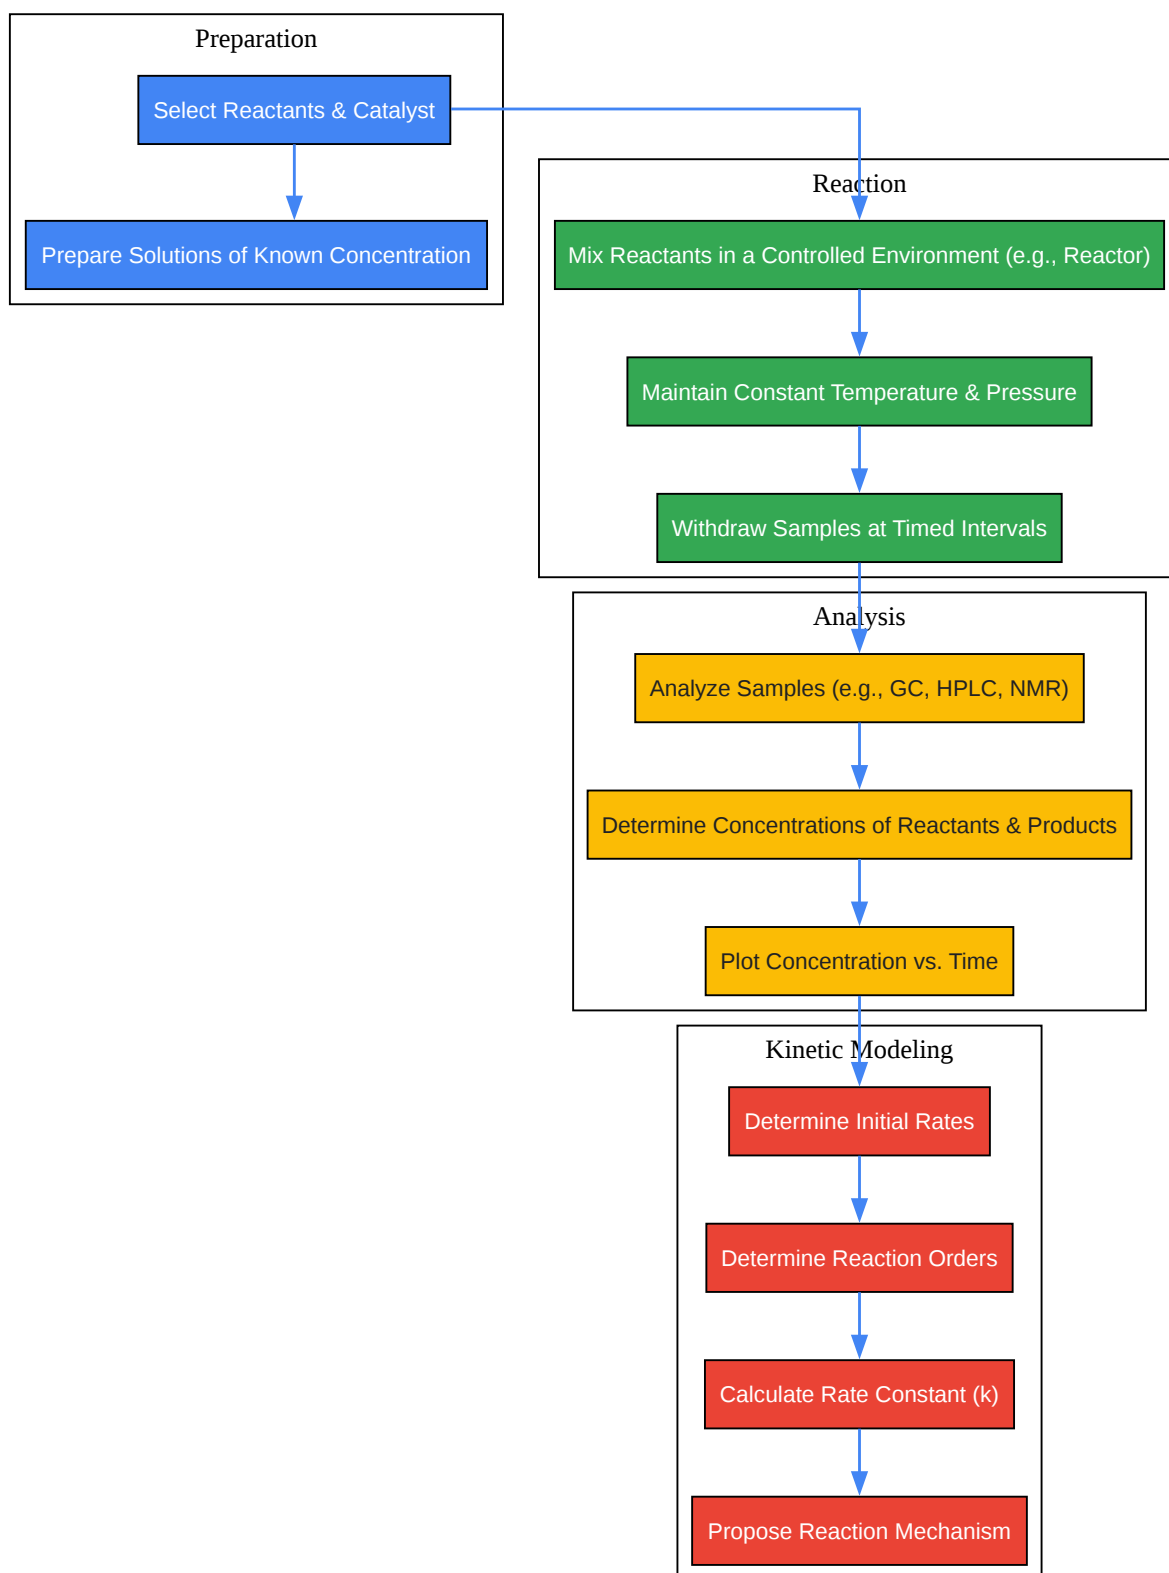 Preparation
Select Reactants & Catalyst
Prepare Solutions of Known Concentration
Reaction
Mix Reactants in a Controlled Environment (e.g., Reactor)
Maintain Constant Temperature & Pressure
Withdraw Samples at Timed Intervals
Analysis
Analyze Samples (e.g., GC, HPLC, NMR)
Determine Concentrations of Reactants & Products
Plot Concentration vs. Time
Kinetic Modeling
Determine Initial Rates
Determine Reaction Orders
Calculate Rate Constant (k)
Propose Reaction Mechanism